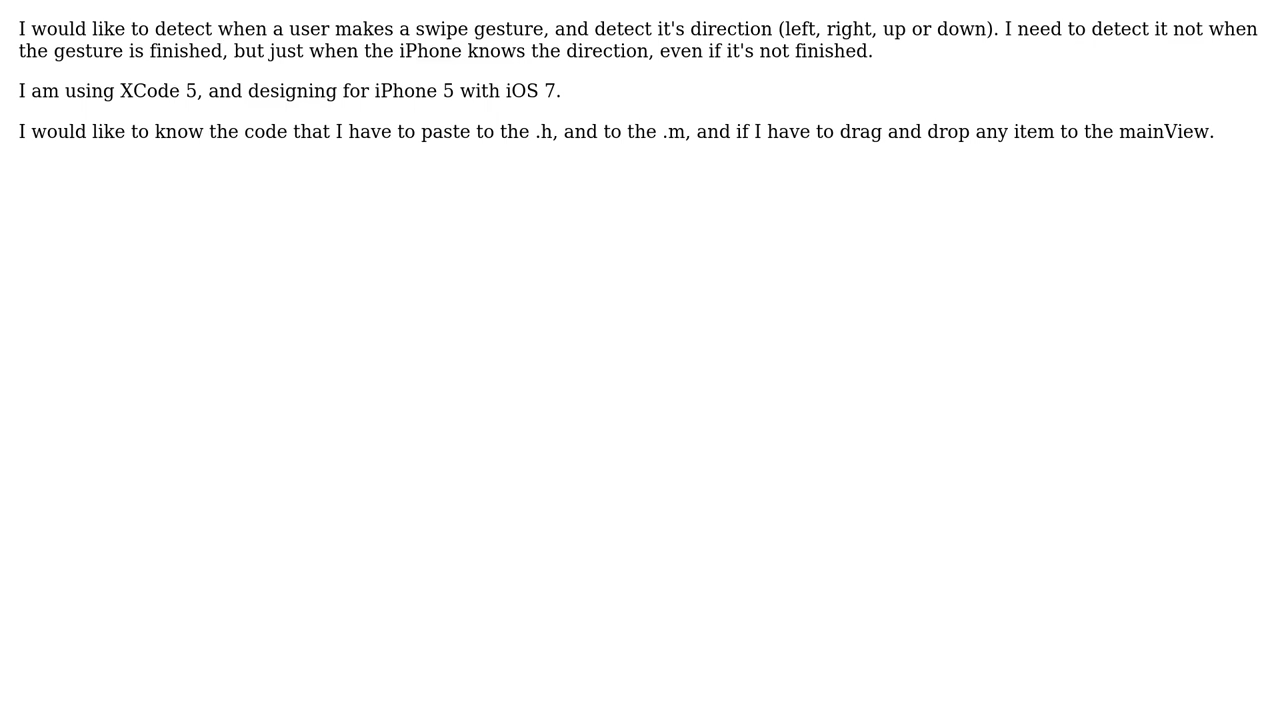 I would like to detect when a user makes a swipe gesture, and detect it's direction (left, right, up or down). I need to detect it not when
the gesture is finished, but just when the iPhone knows the direction, even if it's not finished.
I am using XCode 5, and designing for iPhone 5 with iOS 7.
I would like to know the code that I have to paste to the .h, and to the .m, and if I have to drag and drop any item to the mainView.